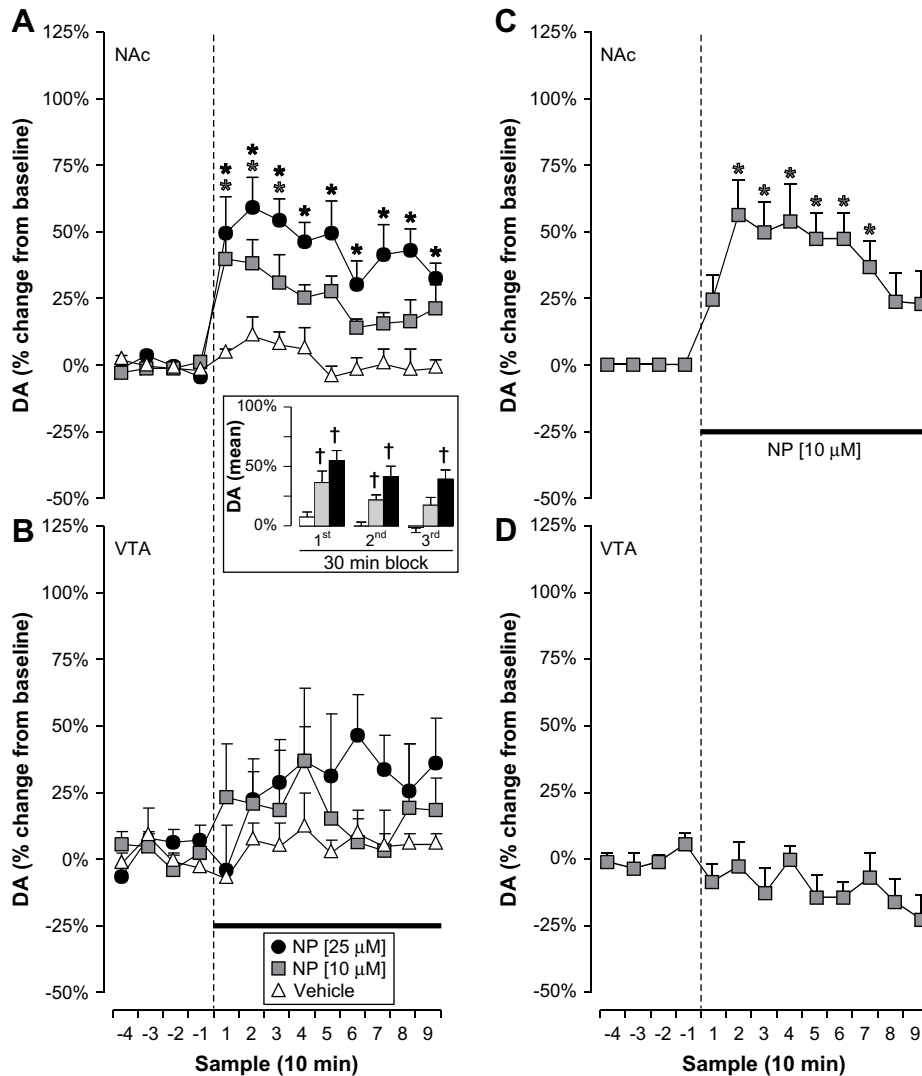 A
NAc
125%
100%
75%
50%
25%
0%
-25%
-50%
DA (% change from baseline)
* * * * * * * * *
* * *
100%
50%
0%
DA (mean)
† † † † †
1st 2nd 3rd
30 min block
B
VTA
125%
100%
75%
50%
25%
0%
-25%
-50%
DA (% change from baseline)
NP [25 μM]
NP [10 μM]
Vehicle
-4 -3 -2 -1 1 2 3 4 5 6 7 8 9
Sample (10 min)
C
NAc
125%
100%
75%
50%
25%
0%
-25%
-50%
DA (% change from baseline)
* * * * * *
NP [10 μM]
D
VTA
125%
100%
75%
50%
25%
0%
-25%
-50%
DA (% change from baseline)
-4 -3 -2 -1 1 2 3 4 5 6 7 8 9
Sample (10 min)